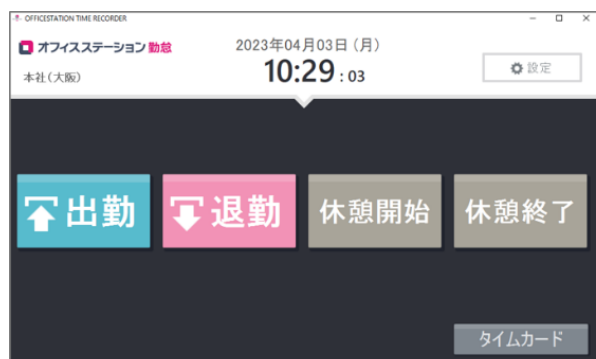 OFFICESTATION TIME RECORDER
オフィスステーション 勤怠
本社(大阪)
2023年04月03日 (月)
10:29 : 03
設定
出勤
退勤
休憩開始
休憩終了
タイムカード